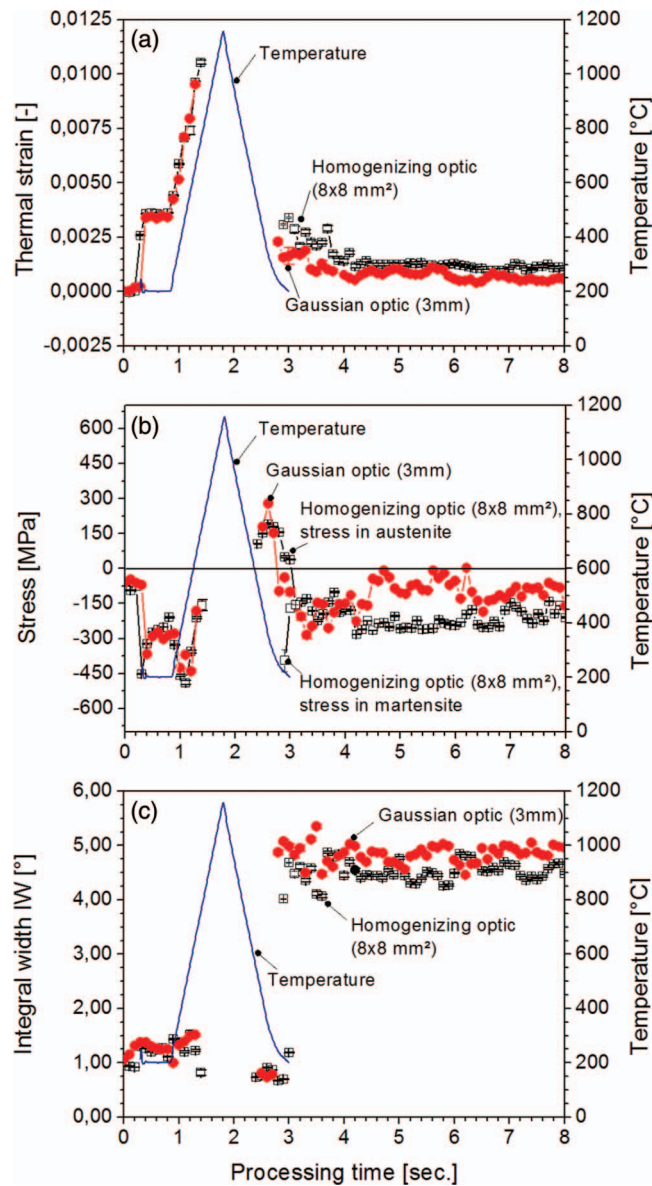 (a)
Thermal strain [-]
0,0125
0,0100
0,0075
0,0050
0,0025
0,0000
-0,0025
Temperature
Homogenizing optic
(8x8 mm²)
Gaussian optic (3mm)
1200
1000
800
600
400
200
0
Temperature [°C]
0 1 2 3 4 5 6 7 8
(b)
Stress [MPa]
600
450
300
150
0
-150
-300
-450
-600
Temperature
Gaussian optic (3mm)
Homogenizing optic (8x8 mm²),
stress in austenite
Homogenizing optic (8x8 mm²),
stress in martensite
1200
1000
800
600
400
200
0
Temperature [°C]
0 1 2 3 4 5 6 7 8
(c)
Integral width IW [°]
6,00
5,00
4,00
3,00
2,00
1,00
0,00
Gaussian optic (3mm)
Homogenizing optic
(8x8 mm²)
Temperature
1200
1000
800
600
400
200
0
Temperature [°C]
0 1 2 3 4 5 6 7 8
Processing time [sec.]